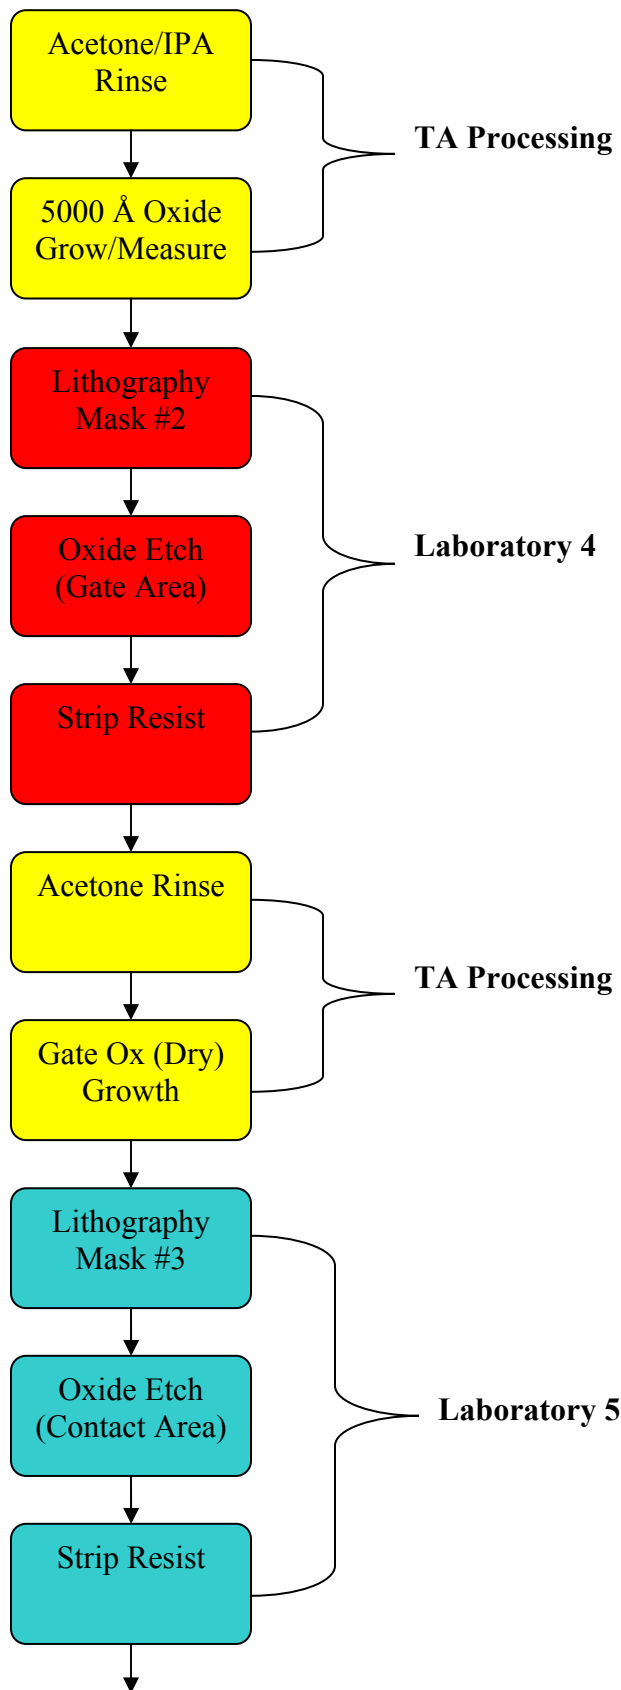 Acetone/IPA
Rinse
TA Processing
5000 Å Oxide
Grow/Measure
Lithography
Mask #2
Oxide Etch
(Gate Area)
Laboratory 4
Strip Resist
Acetone Rinse
TA Processing
Gate Ox (Dry)
Growth
Lithography
Mask #3
Oxide Etch
(Contact Area)
Laboratory 5
Strip Resist